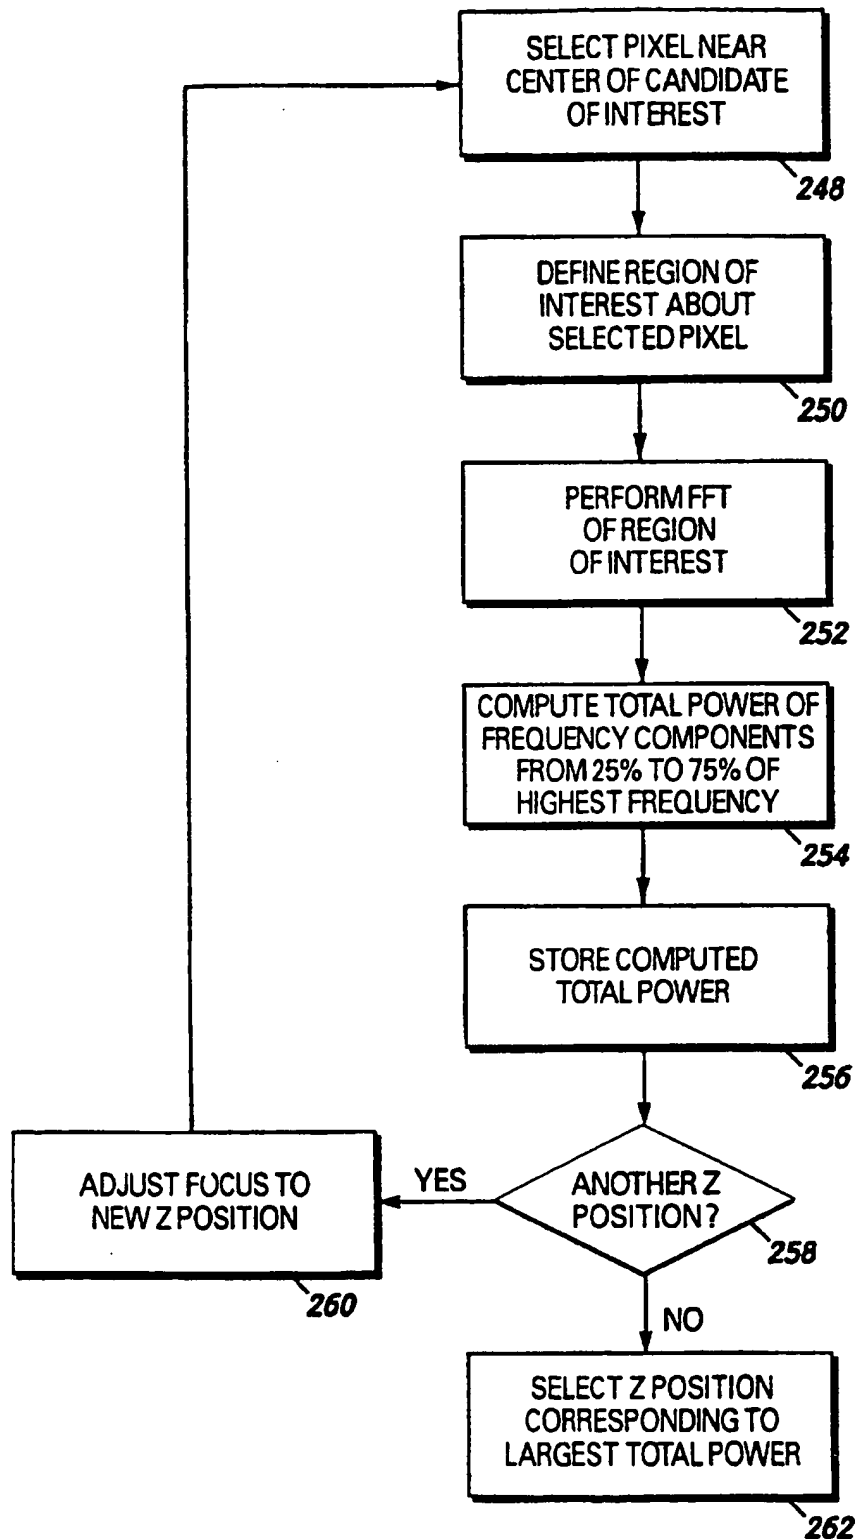 SELECT PIXEL NEAR
CENTER OF CANDIDATE
OF INTEREST
248
DEFINE REGION OF
INTEREST ABOUT
SELECTED PIXEL
250
PERFORM FFT
OF REGION
OF INTEREST
252
COMPUTE TOTAL POWER OF
FREQUENCY COMPONENTS
FROM 25% TO 75% OF
HIGHEST FREQUENCY
254
STORE COMPUTED
TOTAL POWER
256
ANOTHER Z
POSITION?
258
YES
ADJUST FOCUS TO
NEW Z POSITION
260
NO
SELECT Z POSITION
CORRESPONDING TO
LARGEST TOTAL POWER
262